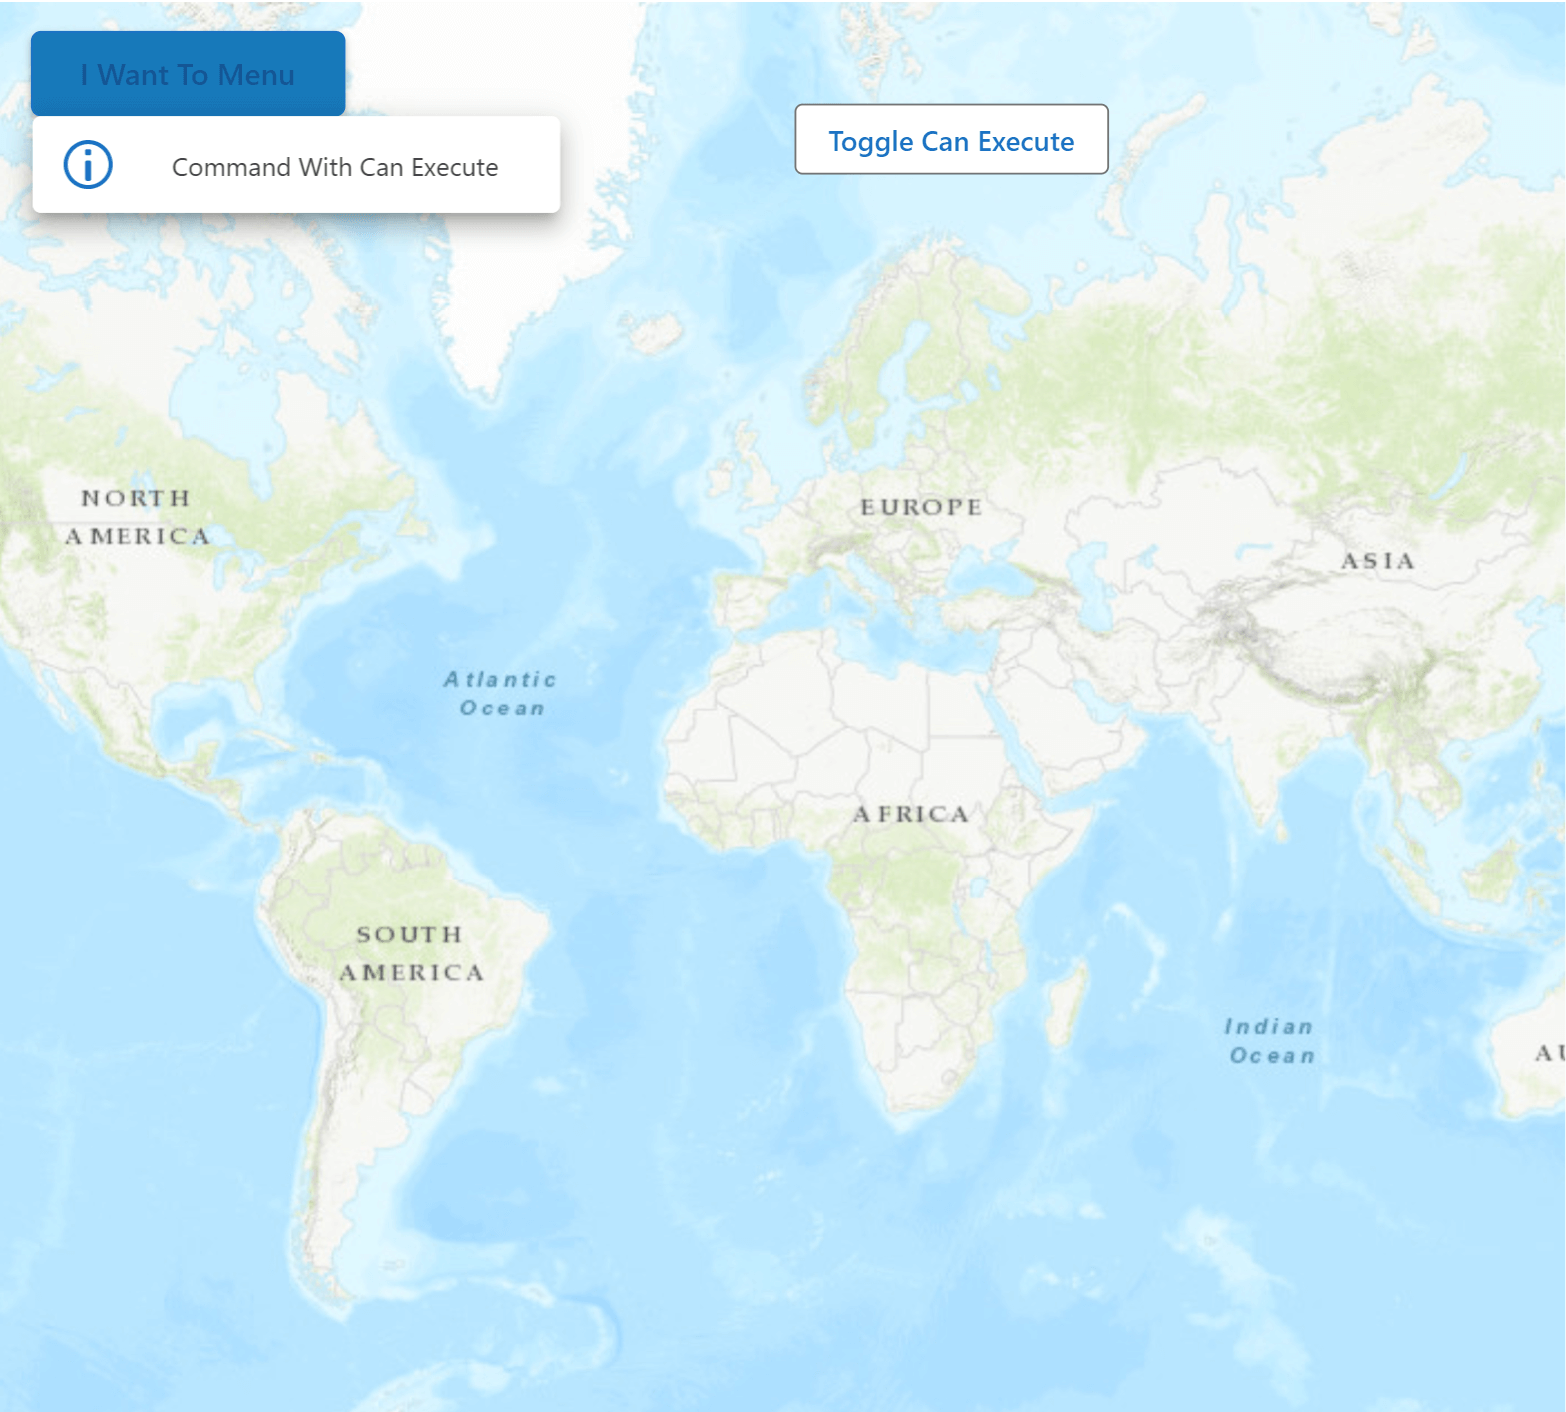 I Want To Menu
Command With Can Execute
Toggle Can Execute
NORTH
AMERICA
EUROPE
ASIA
Atlantic
Ocean
AFRICA
SOUTH
AMERICA
Indian
Ocean
AU